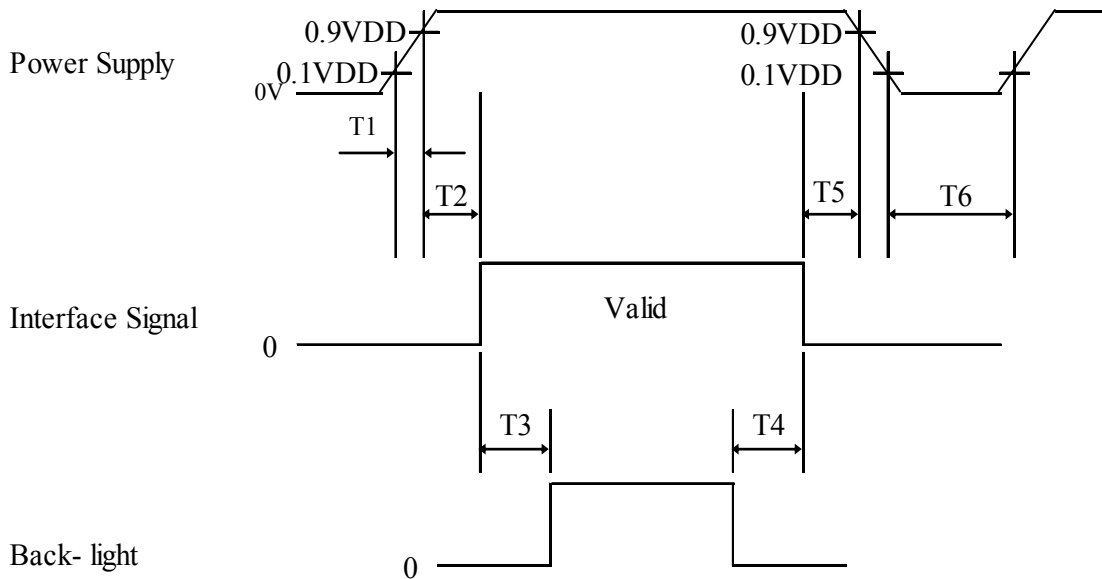 0.9VDD
0.9VDD
Power Supply
0.1VDD
0.1VDD
0V
T1
T2
T5
T6
Interface Signal
Valid
0
T3
T4
Back- light
0